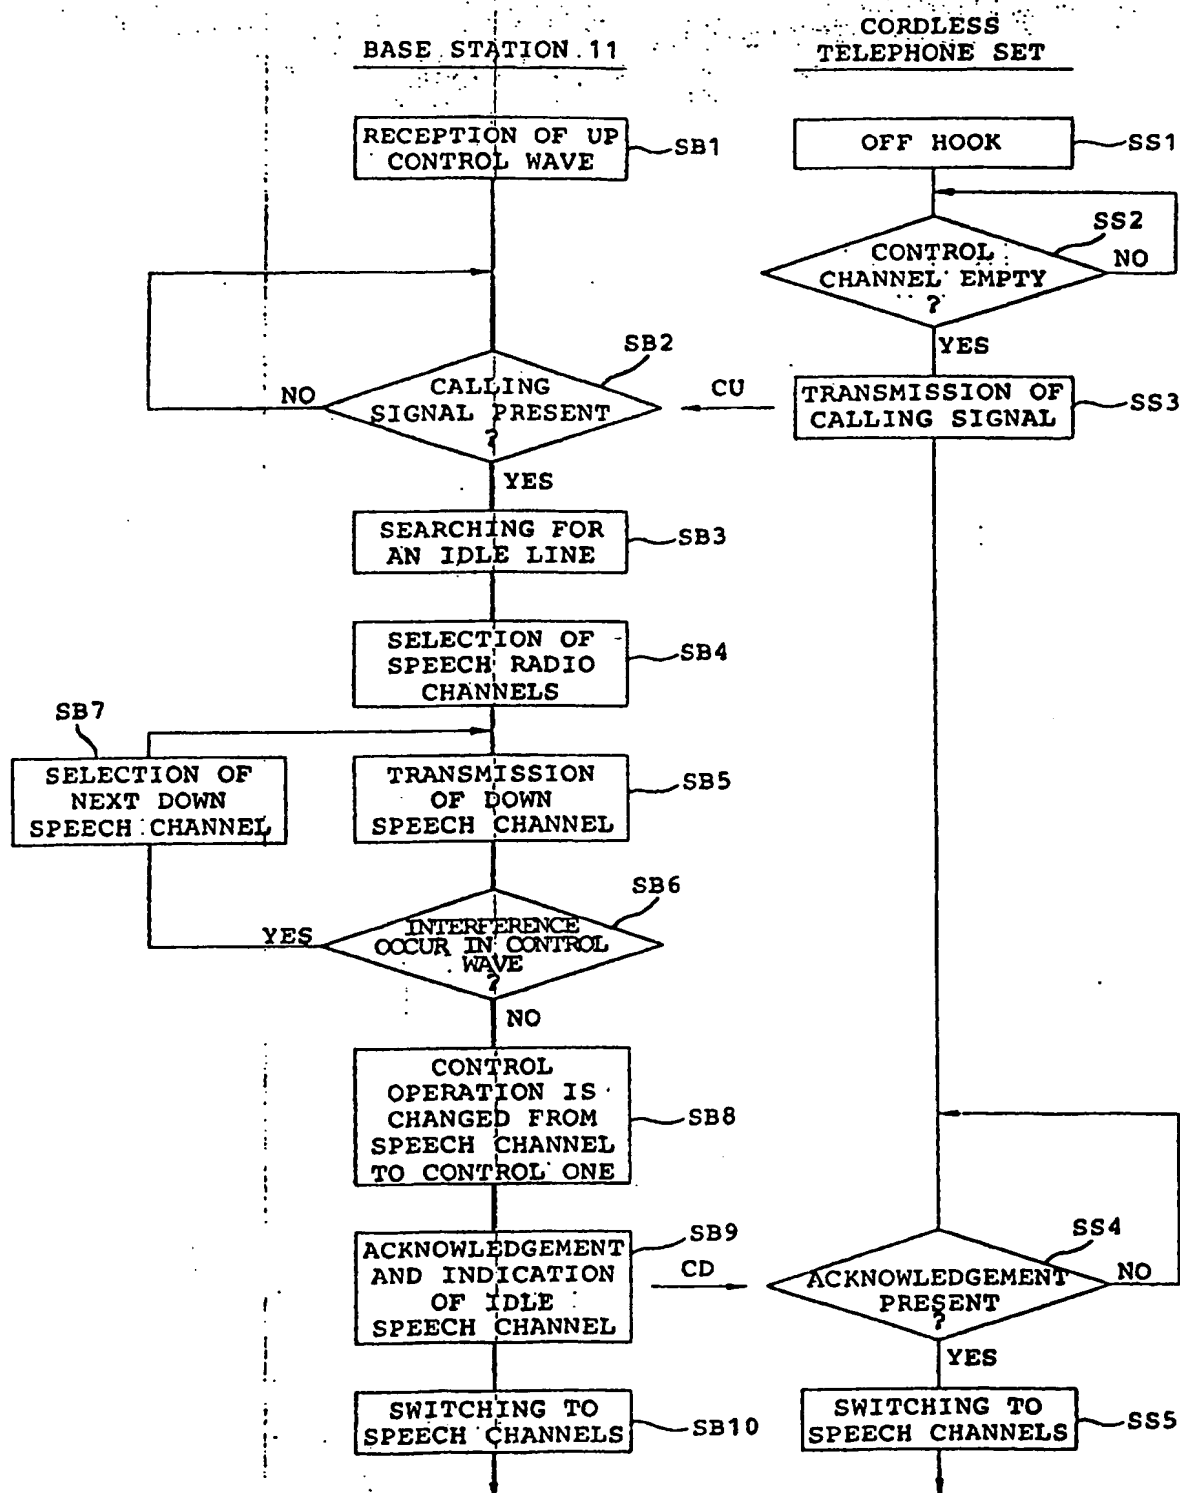 BASE STATION 11
RECEPTION OF UP
CONTROL WAVE
SB1
SB2
CALLING
SIGNAL PRESENT
?
NO
YES
SEARCHING FOR
AN IDLE LINE
SB3
SELECTION OF
SPEECH RADIO
CHANNELS
SB4
SB7
SELECTION OF
NEXT DOWN
SPEECH CHANNEL
TRANSMISSION
OF DOWN
SPEECH CHANNEL
SB5
SB6
INTERFERENCE
OCCUR IN CONTROL
WAVE
?
YES
NO
CONTROL
OPERATION IS
CHANGED FROM
SPEECH CHANNEL
TO CONTROL ONE
SB8
ACKNOWLEDGEMENT
AND INDICATION
OF IDLE
SPEECH CHANNEL
SB9
CD
SWITCHING TO
SPEECH CHANNELS
SB10
CORDLESS
TELEPHONE SET
OFF HOOK
SS1
SS2
CONTROL
CHANNEL EMPTY
?
NO
YES
CU
TRANSMISSION OF
CALLING SIGNAL
SS3
SS4
ACKNOWLEDGEMENT
PRESENT
?
NO
YES
SWITCHING TO
SPEECH CHANNELS
SS5